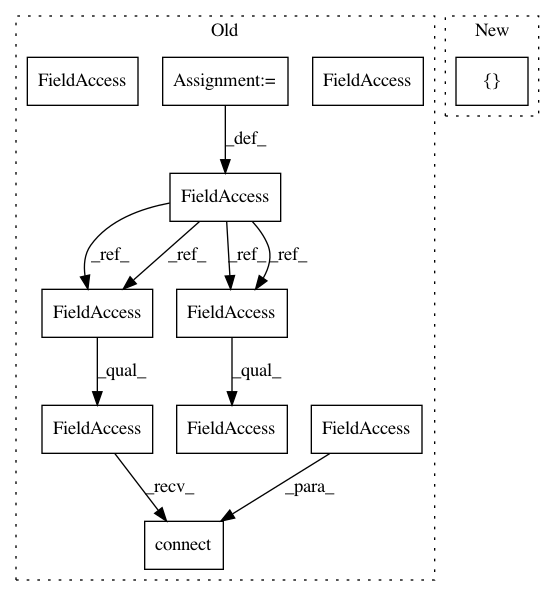 Old
New
FieldAccess
Assignment:=
FieldAccess
{}
_def_
FieldAccess
_ref_
_ref_
_ref_
_ref_
FieldAccess
FieldAccess
_qual_
_qual_
FieldAccess
FieldAccess
FieldAccess
_recv_
_para_
connect